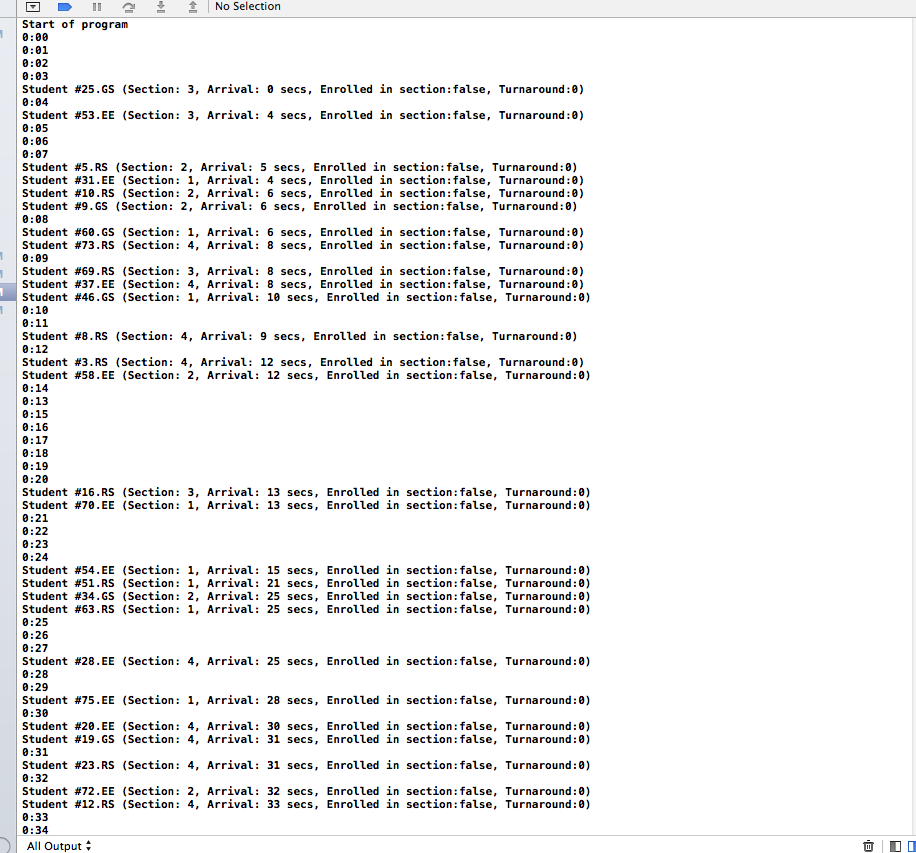 No Selection
Start of program
0:00
0:01
0:02
0:03
Student #25.GS (Section: 3, Arrival: 0 secs, Enrolled in section:false, Turnaround:0)
0:04
Student #53.EE (Section: 3, Arrival: 4 secs, Enrolled in section:false, Turnaround:0)
0:05
0:06
0:07
Student #5.RS (Section: 2, Arrival: 5 secs, Enrolled in section:false, Turnaround:0)
Student #31.EE (Section: 1, Arrival: 4 secs, Enrolled in section:false, Turnaround:0)
Student #10.RS (Section: 2, Arrival: 6 secs, Enrolled in section:false, Turnaround:0)
Student #9.GS (Section: 2, Arrival: 6 secs, Enrolled in section:false, Turnaround:0)
0:08
Student #60.GS (Section: 1, Arrival: 6 secs, Enrolled in section:false, Turnaround:0)
Student #73.RS (Section: 4, Arrival: 8 secs, Enrolled in section:false, Turnaround:0)
0:09
Student #69.RS (Section: 3, Arrival: 8 secs, Enrolled in section:false, Turnaround:0)
Student #37.EE (Section: 4, Arrival: 8 secs, Enrolled in section:false, Turnaround:0)
Student #46.GS (Section: 1, Arrival: 10 secs, Enrolled in section:false, Turnaround:0)
0:10
0:11
Student #8.RS (Section: 4, Arrival: 9 secs, Enrolled in section:false, Turnaround:0)
0:12
Student #3.RS (Section: 4, Arrival: 12 secs, Enrolled in section:false, Turnaround:0)
Student #58.EE (Section: 2, Arrival: 12 secs, Enrolled in section:false, Turnaround:0)
0:14
0:13
0:15
0:16
0:17
0:18
0:19
0:20
Student #16.RS (Section: 3, Arrival: 13 secs, Enrolled in section:false, Turnaround:0)
Student #70.EE (Section: 1, Arrival: 13 secs, Enrolled in section:false, Turnaround:0)
0:21
0:22
0:23
0:24
Student #54.EE (Section: 1, Arrival: 15 secs, Enrolled in section:false, Turnaround:0)
Student #51.RS (Section: 1, Arrival: 21 secs, Enrolled in section:false, Turnaround:0)
Student #34.GS (Section: 2, Arrival: 25 secs, Enrolled in section:false, Turnaround:0)
Student #63.RS (Section: 1, Arrival: 25 secs, Enrolled in section:false, Turnaround:0)
0:25
0:26
0:27
Student #28.EE (Section: 4, Arrival: 25 secs, Enrolled in section:false, Turnaround:0)
0:28
0:29
Student #75.EE (Section: 1, Arrival: 28 secs, Enrolled in section:false, Turnaround:0)
0:30
Student #20.EE (Section: 4, Arrival: 30 secs, Enrolled in section:false, Turnaround:0)
Student #19.GS (Section: 4, Arrival: 31 secs, Enrolled in section:false, Turnaround:0)
0:31
Student #23.RS (Section: 4, Arrival: 31 secs, Enrolled in section:false, Turnaround:0)
0:32
Student #72.EE (Section: 2, Arrival: 32 secs, Enrolled in section:false, Turnaround:0)
Student #12.RS (Section: 4, Arrival: 33 secs, Enrolled in section:false, Turnaround:0)
0:33
0:34
All Output